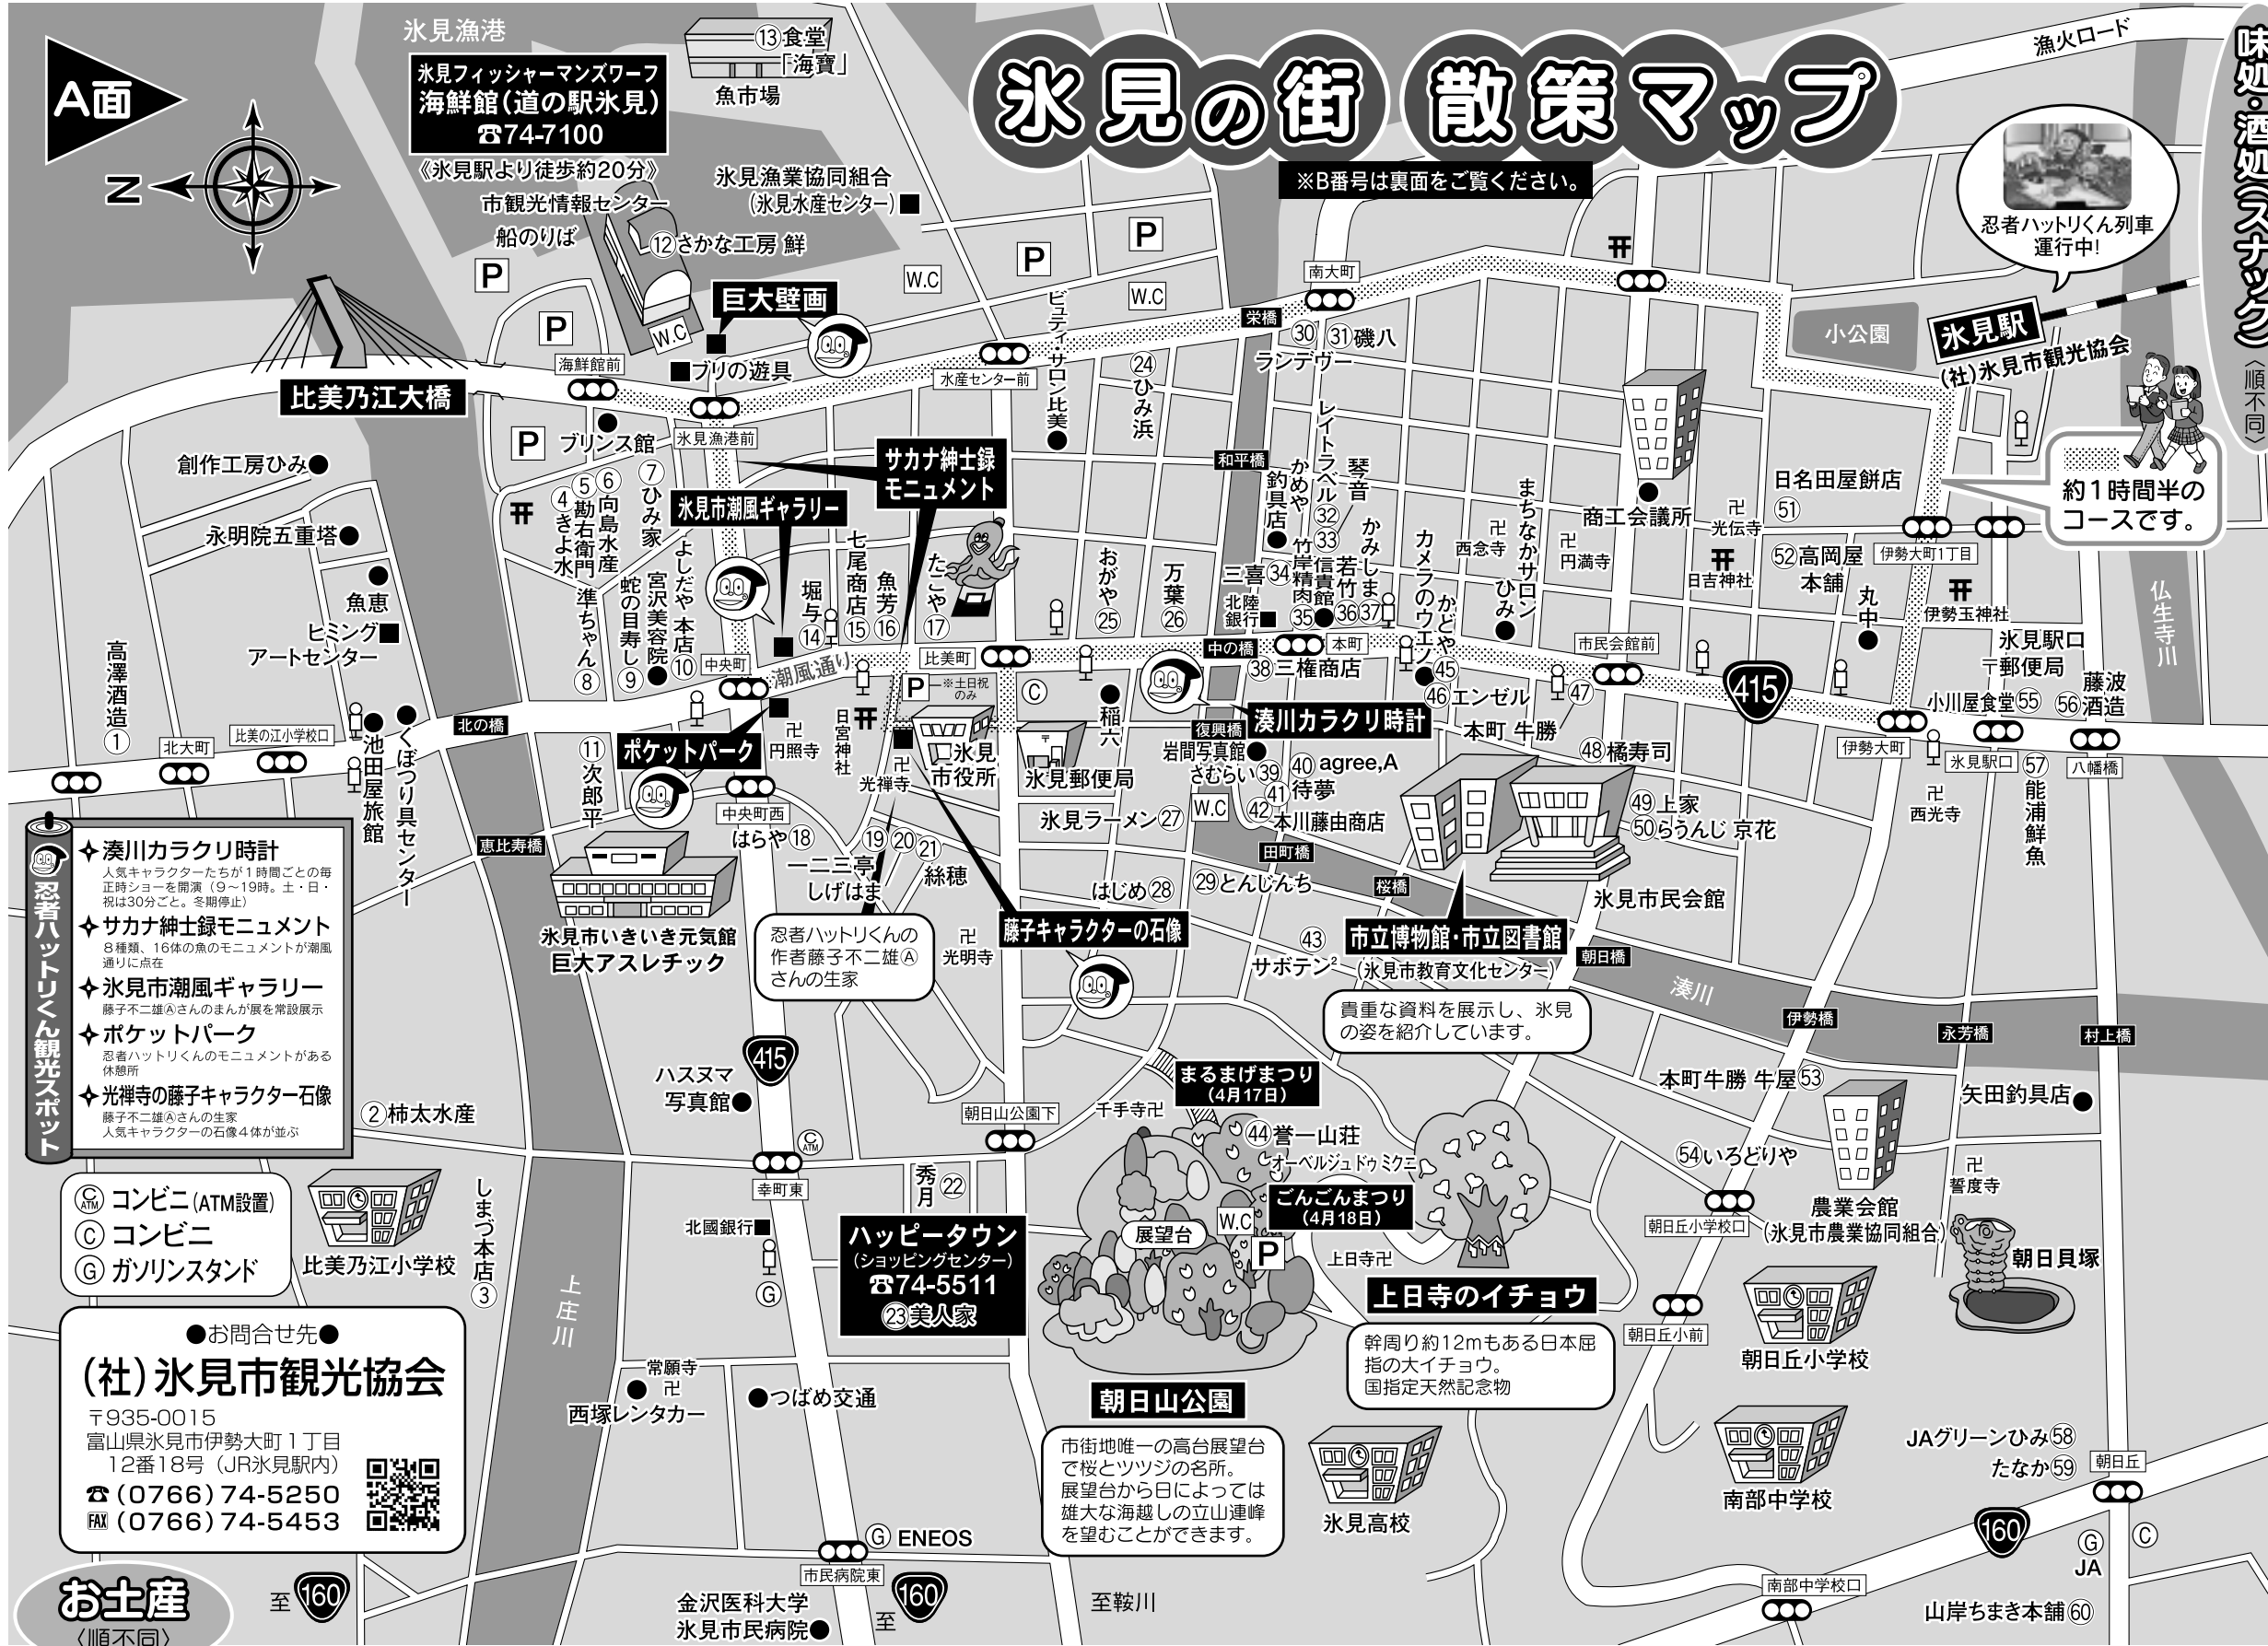 A面
N
氷見漁港
氷見フィッシャーマンズワーフ
海鮮館(道の駅氷見)
☎74-7100
《氷見駅より徒歩約20分》
市観光情報センター
船のりば
⑬食堂
「海寶」
魚市場
氷見漁業協同組合
(氷見水産センター)■
⑫さかな工房 鮮
氷見の街 散策マップ
※B番号は裏面をご覧ください。
漁火ロード
味処・酒処(スナック)
〈順不同〉
忍者ハットリくん列車
運行中!
氷見駅
(社)氷見市観光協会
小公園
約1時間半の
コースです。
P
P
P
P
P
W.C
W.C
W.C
巨大壁画
■ブリの遊具
比美乃江大橋
海鮮館前
氷見漁港前
水産センター前
南大町
栄橋
和平橋
プリンス館
サカナ紳士録
モニュメント
氷見市潮風ギャラリー
ビューティ・サロン比美●
㉔ひみ浜
㉚
ランデヴー
㉛磯八
創作工房ひみ●
永明院五重塔●
魚恵
ヒミング■
アートセンター
高澤酒造①
④きよ水
⑤勘右衛門
⑥向島水産
⑦ひみ家
準ちゃん⑧
蛇の目寿し⑨
宮沢美容院●
よしだや本店⑩
堀与⑭
七尾商店⑮
魚芳⑯
たこや⑰
おがや㉕
万葉㉖
かめや釣具店●
レイトラベル㉜
琴音㉝
三喜㉞
竹岸精肉㉟
信貴館●
若竹㊱
かみしま㊲
北陸
銀行■
カメラのウエノ●
かどや㊺
西念寺
まちなかサロン
ひみ●
円満寺
商工会議所
光伝寺
日吉神社
日名田屋餅店
㊿+1
㊿+2高岡屋
本舗
伊勢大町1丁目
丸中●
伊勢玉神社
氷見駅口
〒郵便局
仏生寺川
藤波
酒造
小川屋食堂
中央町
潮風通り
比美町
P
※土日祝
のみ
C
中の橋
本町
㊳三権商店
㊻エンゼル
本町 牛勝
㊼
市民会館前
415
伊勢大町
氷見駅口
八幡橋
能浦鮮魚
西光寺
北大町
比美の江小学校口
北の橋
池田屋旅館
くぼつり具センター
⑪次郎平
ポケットパーク
円照寺
日宮神社
光禅寺
氷見
市役所
氷見郵便局
●稲六
復興橋
湊川カラクリ時計
岩間写真館●
さむらい㊴
㊵agree,A
㊶待夢
W.C
㊷本川藤由商店
㊽橘寿司
㊾上家
㊿らうんじ 京花
氷見市民会館
恵比寿橋
中央町西
はらや⑱
⑲
⑳
㉑
一二三亭
しげはま
絲穂
氷見ラーメン㉗
田町橋
はじめ㉘
㉙とんじんち
桜橋
氷見市いきいき元気館
巨大アスレチック
忍者ハットリくんの
作者藤子不二雄Ⓐ
さんの生家
光明寺
藤子キャラクターの石像
㊸
サボテン²
市立博物館・市立図書館
(氷見市教育文化センター)
貴重な資料を展示し、氷見
の姿を紹介しています。
朝日橋
湊川
伊勢橋
永芳橋
村上橋
忍者ハットリくん観光スポット
湊川カラクリ時計
人気キャラクターたちが1時間ごとの毎
正時ショーを開演(9〜19時。土・日・
祝は30分ごと。冬期停止)
サカナ紳士録モニュメント
8種類、16体の魚のモニュメントが潮風
通りに点在
氷見市潮風ギャラリー
藤子不二雄Ⓐさんのまんが展を常設展示
ポケットパーク
忍者ハットリくんのモニュメントがある
休憩所
光禅寺の藤子キャラクター石像
藤子不二雄Ⓐさんの生家
人気キャラクターの石像4体が並ぶ
②柿太水産
415
ハスヌマ
写真館●
朝日山公園下
千手寺
まるまげまつり
(4月17日)
㊹誉一山荘
オーベルジュドゥミクニ
ごんごんまつり
(4月18日)
展望台
W.C
P
上日寺
本町牛勝 牛屋
矢田釣具店●
いろどりや
誓度寺
朝日丘小学校口
農業会館
(氷見市農業協同組合)
朝日貝塚
C ATM コンビニ(ATM設置)
C コンビニ
G ガソリンスタンド
比美乃江小学校
しまづ本店③
上庄川
C ATM
幸町東
秀月㉒
北國銀行■
G
ハッピータウン
(ショッピングセンター)
☎74-5511
㉓美人家
上日寺のイチョウ
幹周り約12mもある日本屈
指の大イチョウ。
国指定天然記念物
朝日丘小前
朝日丘小学校
●お問合せ先●
(社)氷見市観光協会
〒935-0015
富山県氷見市伊勢大町1丁目
12番18号(JR氷見駅内)
☎(0766)74-5250
FAX(0766)74-5453
常願寺
西塚レンタカー
●つばめ交通
朝日山公園
市街地唯一の高台展望台
で桜とツツジの名所。
展望台から日によっては
雄大な海越しの立山連峰
を望むことができます。
氷見高校
南部中学校
JAグリーンひみ
たなか
朝日丘
160
G
JA
C
G ENEOS
市民病院東
お土産
〈順不同〉
至160
金沢医科大学
氷見市民病院●
至160
至鞍川
南部中学校口
山岸ちまき本舗